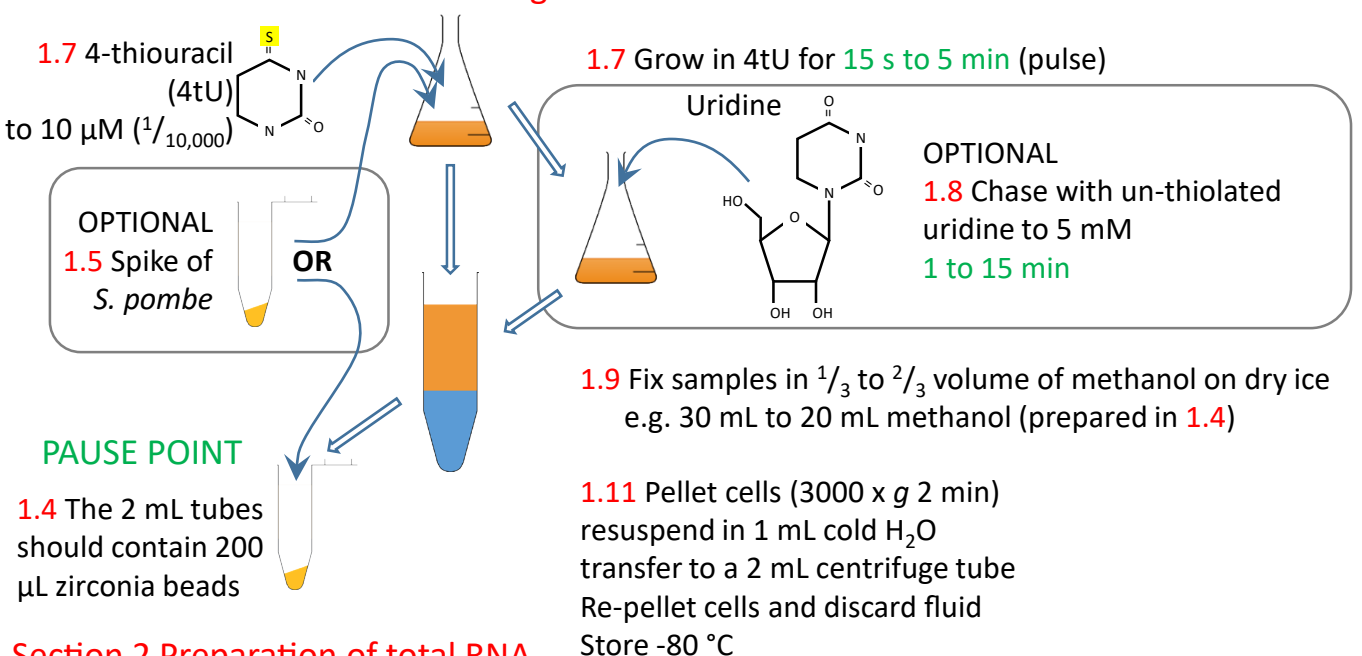 1.7 4-thiouracil
(4tU)
to 10 µM (1/10,000)
S
N
N
O
1.7 Grow in 4tU for 15 s to 5 min (pulse)
Uridine
O
N
O
N
HO
O
OH
OH
OPTIONAL
1.8 Chase with un-thiolated
uridine to 5 mM
1 to 15 min
OPTIONAL
1.5 Spike of
S. pombe
OR
1.9 Fix samples in 1/3 to 2/3 volume of methanol on dry ice
e.g. 30 mL to 20 mL methanol (prepared in 1.4)
PAUSE POINT
1.4 The 2 mL tubes
should contain 200
µL zirconia beads
1.11 Pellet cells (3000 x g 2 min)
resuspend in 1 mL cold H2O
transfer to a 2 mL centrifuge tube
Re-pellet cells and discard fluid
Store -80 °C
Section 2 Preparation of total RNA